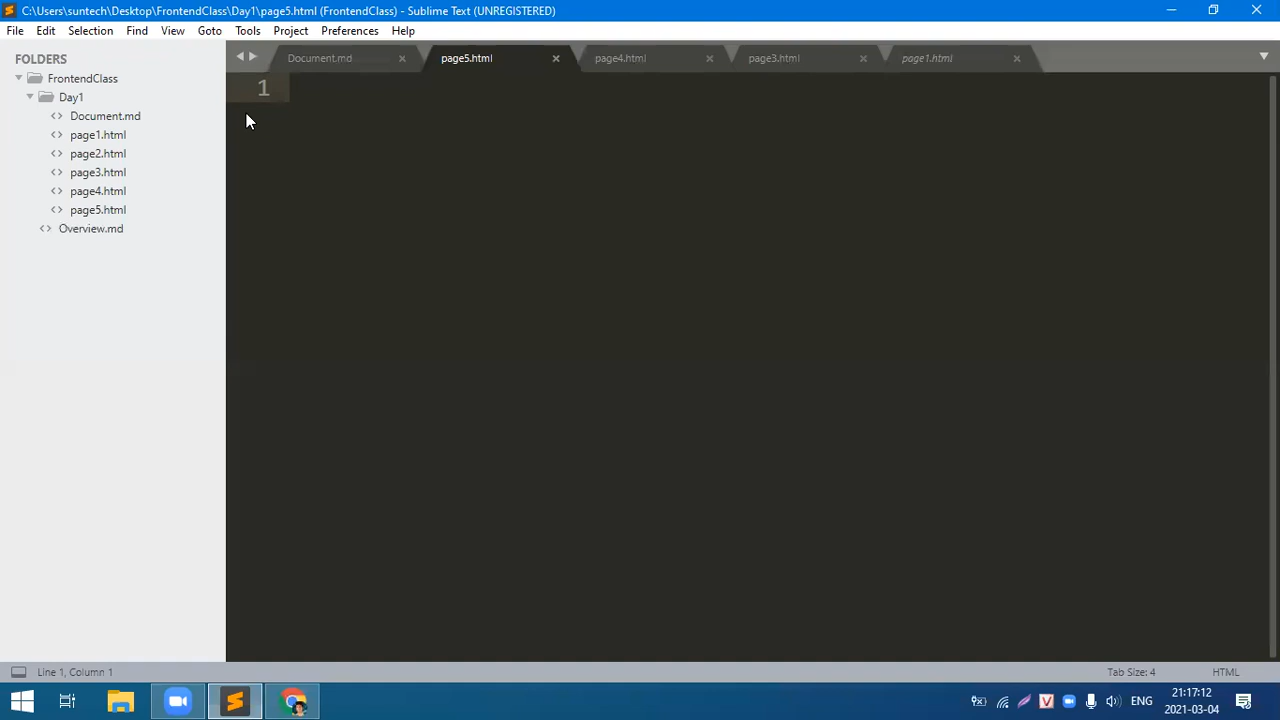 C:\Users\suntech\Desktop\FrontendClass\Day1\page5.html (FrontendClass) - Sublime Text (UNREGISTERED)
File Edit Selection Find View Goto Tools Project Preferences Help
FOLDERS
FrontendClass
Day1
Document.md
page1.html
page2.html
page3.html
page4.html
page5.html
Overview.md
Document.md page5.html page4.html page3.html page1.html
1
Line 1, Column 1 Tab Size: 4 HTML
ENG
21:17:12
2021-03-04